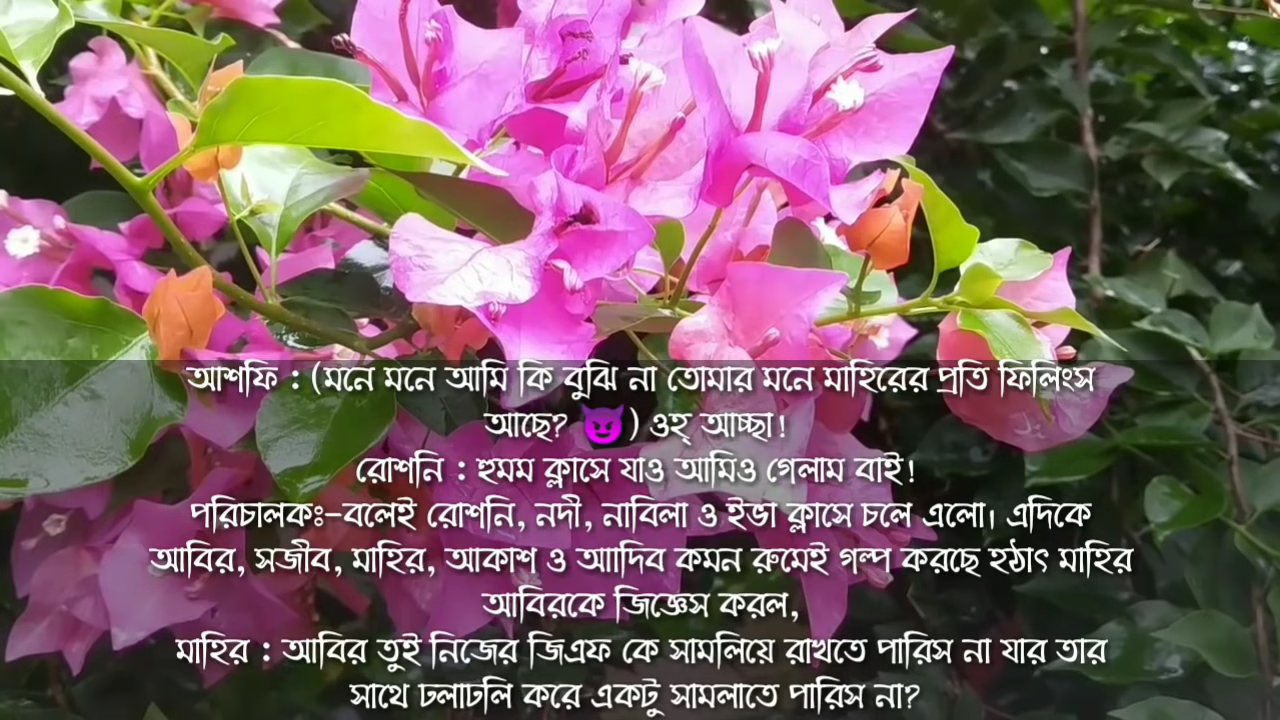 আশফি : (মনে মনে আমি কি বুঝি না তোমার মনে মাহিরের প্রতি ফিলিংস
আছে? 😈) ওহ্ আচ্ছা!
রোশনি : হুমম ক্লাসে যাও আমিও গেলাম বাই!
পরিচালকঃ-বলেই রোশনি, নদী, নাবিলা ও ইভা ক্লাসে চলে এলো। এদিকে
আবির, সজীব, মাহির, আকাশ ও আাদিব কমন রুমেই গল্প করছে হঠাৎ মাহির
আবিরকে জিজ্ঞেস করল,
মাহির : আবির তুই নিজের জিএফ কে সামলিয়ে রাখতে পারিস না যার তার
সাথে ঢলাঢলি করে একটু সামলাতে পারিস না?